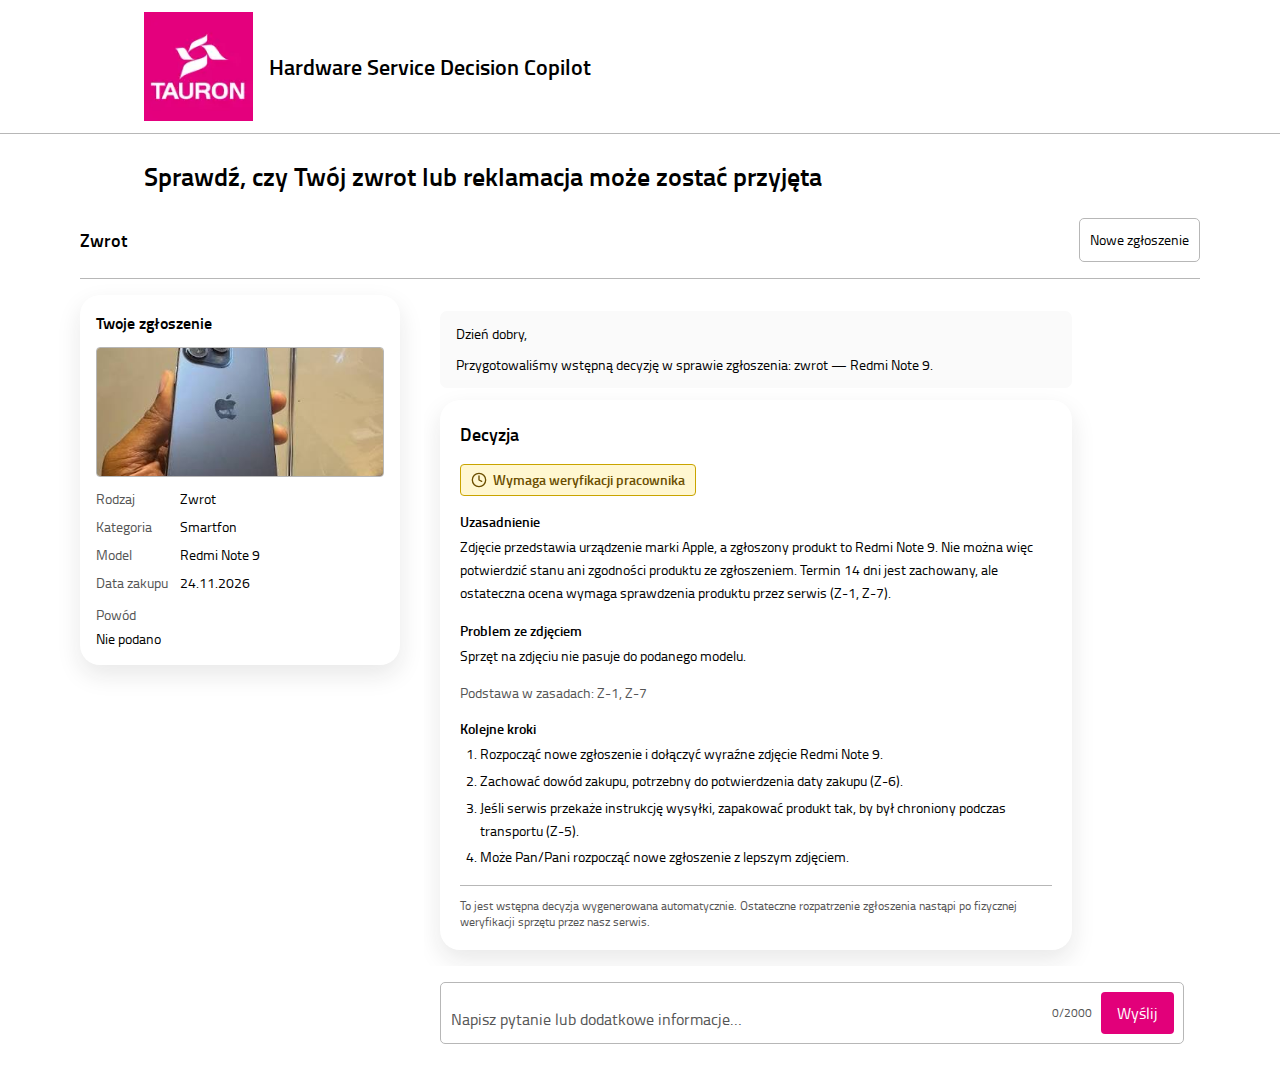 TAURON
Hardware Service Decision Copilot
Sprawdź, czy Twój zwrot lub reklamacja może zostać przyjęta
Zwrot
Nowe zgłoszenie
Twoje zgłoszenie
Rodzaj Zwrot
Kategoria Smartfon
Model Redmi Note 9
Data zakupu 24.11.2026
Powód
Nie podano
Dzień dobry,
Przygotowaliśmy wstępną decyzję w sprawie zgłoszenia: zwrot — Redmi Note 9.
Decyzja
Wymaga weryfikacji pracownika
Uzasadnienie
Zdjęcie przedstawia urządzenie marki Apple, a zgłoszony produkt to Redmi Note 9. Nie można więc
potwierdzić stanu ani zgodności produktu ze zgłoszeniem. Termin 14 dni jest zachowany, ale
ostateczna ocena wymaga sprawdzenia produktu przez serwis (Z-1, Z-7).
Problem ze zdjęciem
Sprzęt na zdjęciu nie pasuje do podanego modelu.
Podstawa w zasadach: Z-1, Z-7
Kolejne kroki
1. Rozpocząć nowe zgłoszenie i dołączyć wyraźne zdjęcie Redmi Note 9.
2. Zachować dowód zakupu, potrzebny do potwierdzenia daty zakupu (Z-6).
3. Jeśli serwis przekaże instrukcję wysyłki, zapakować produkt tak, by był chroniony podczas
transportu (Z-5).
4. Może Pan/Pani rozpocząć nowe zgłoszenie z lepszym zdjęciem.
To jest wstępna decyzja wygenerowana automatycznie. Ostateczne rozpatrzenie zgłoszenia nastąpi po fizycznej
weryfikacji sprzętu przez nasz serwis.
Napisz pytanie lub dodatkowe informacje...
0/2000
Wyślij